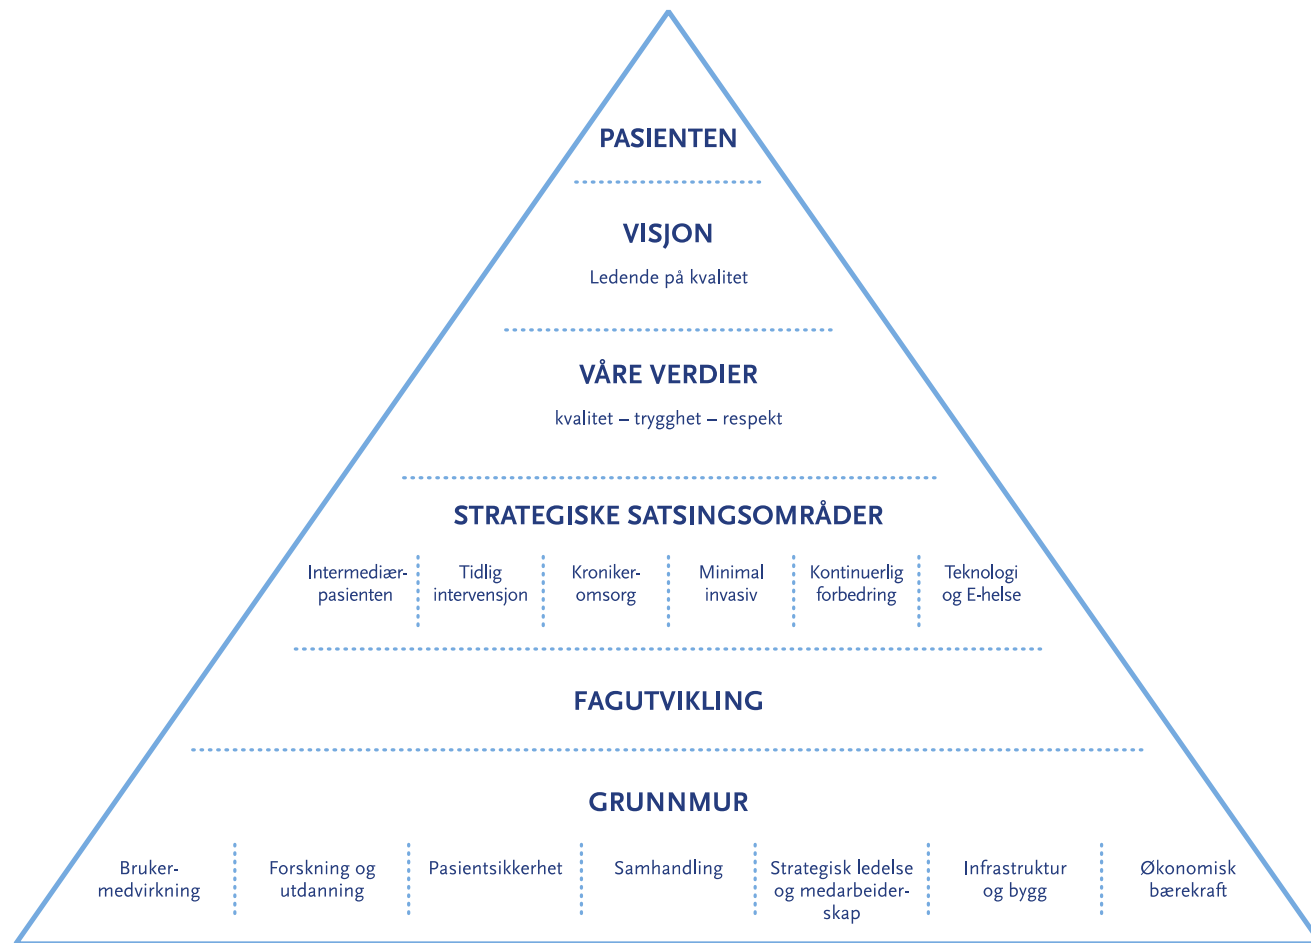 PASIENTEN
VISJON
Ledende på kvalitet
VÅRE VERDIER
kvalitet – trygghet – respekt
STRATEGISKE SATSINGSOMRÅDER
Intermediær-
pasienten
Tidlig
intervensjon
Kroniker-
omsorg
Minimal
invasiv
Kontinuerlig
forbedring
Teknologi
og E-helse
FAGUTVIKLING
GRUNNMUR
Bruker-
medvirkning
Forskning og
utdanning
Pasientsikkerhet
Samhandling
Strategisk ledelse
og medarbeider-
skap
Infrastruktur
og bygg
Økonomisk
bærekraft